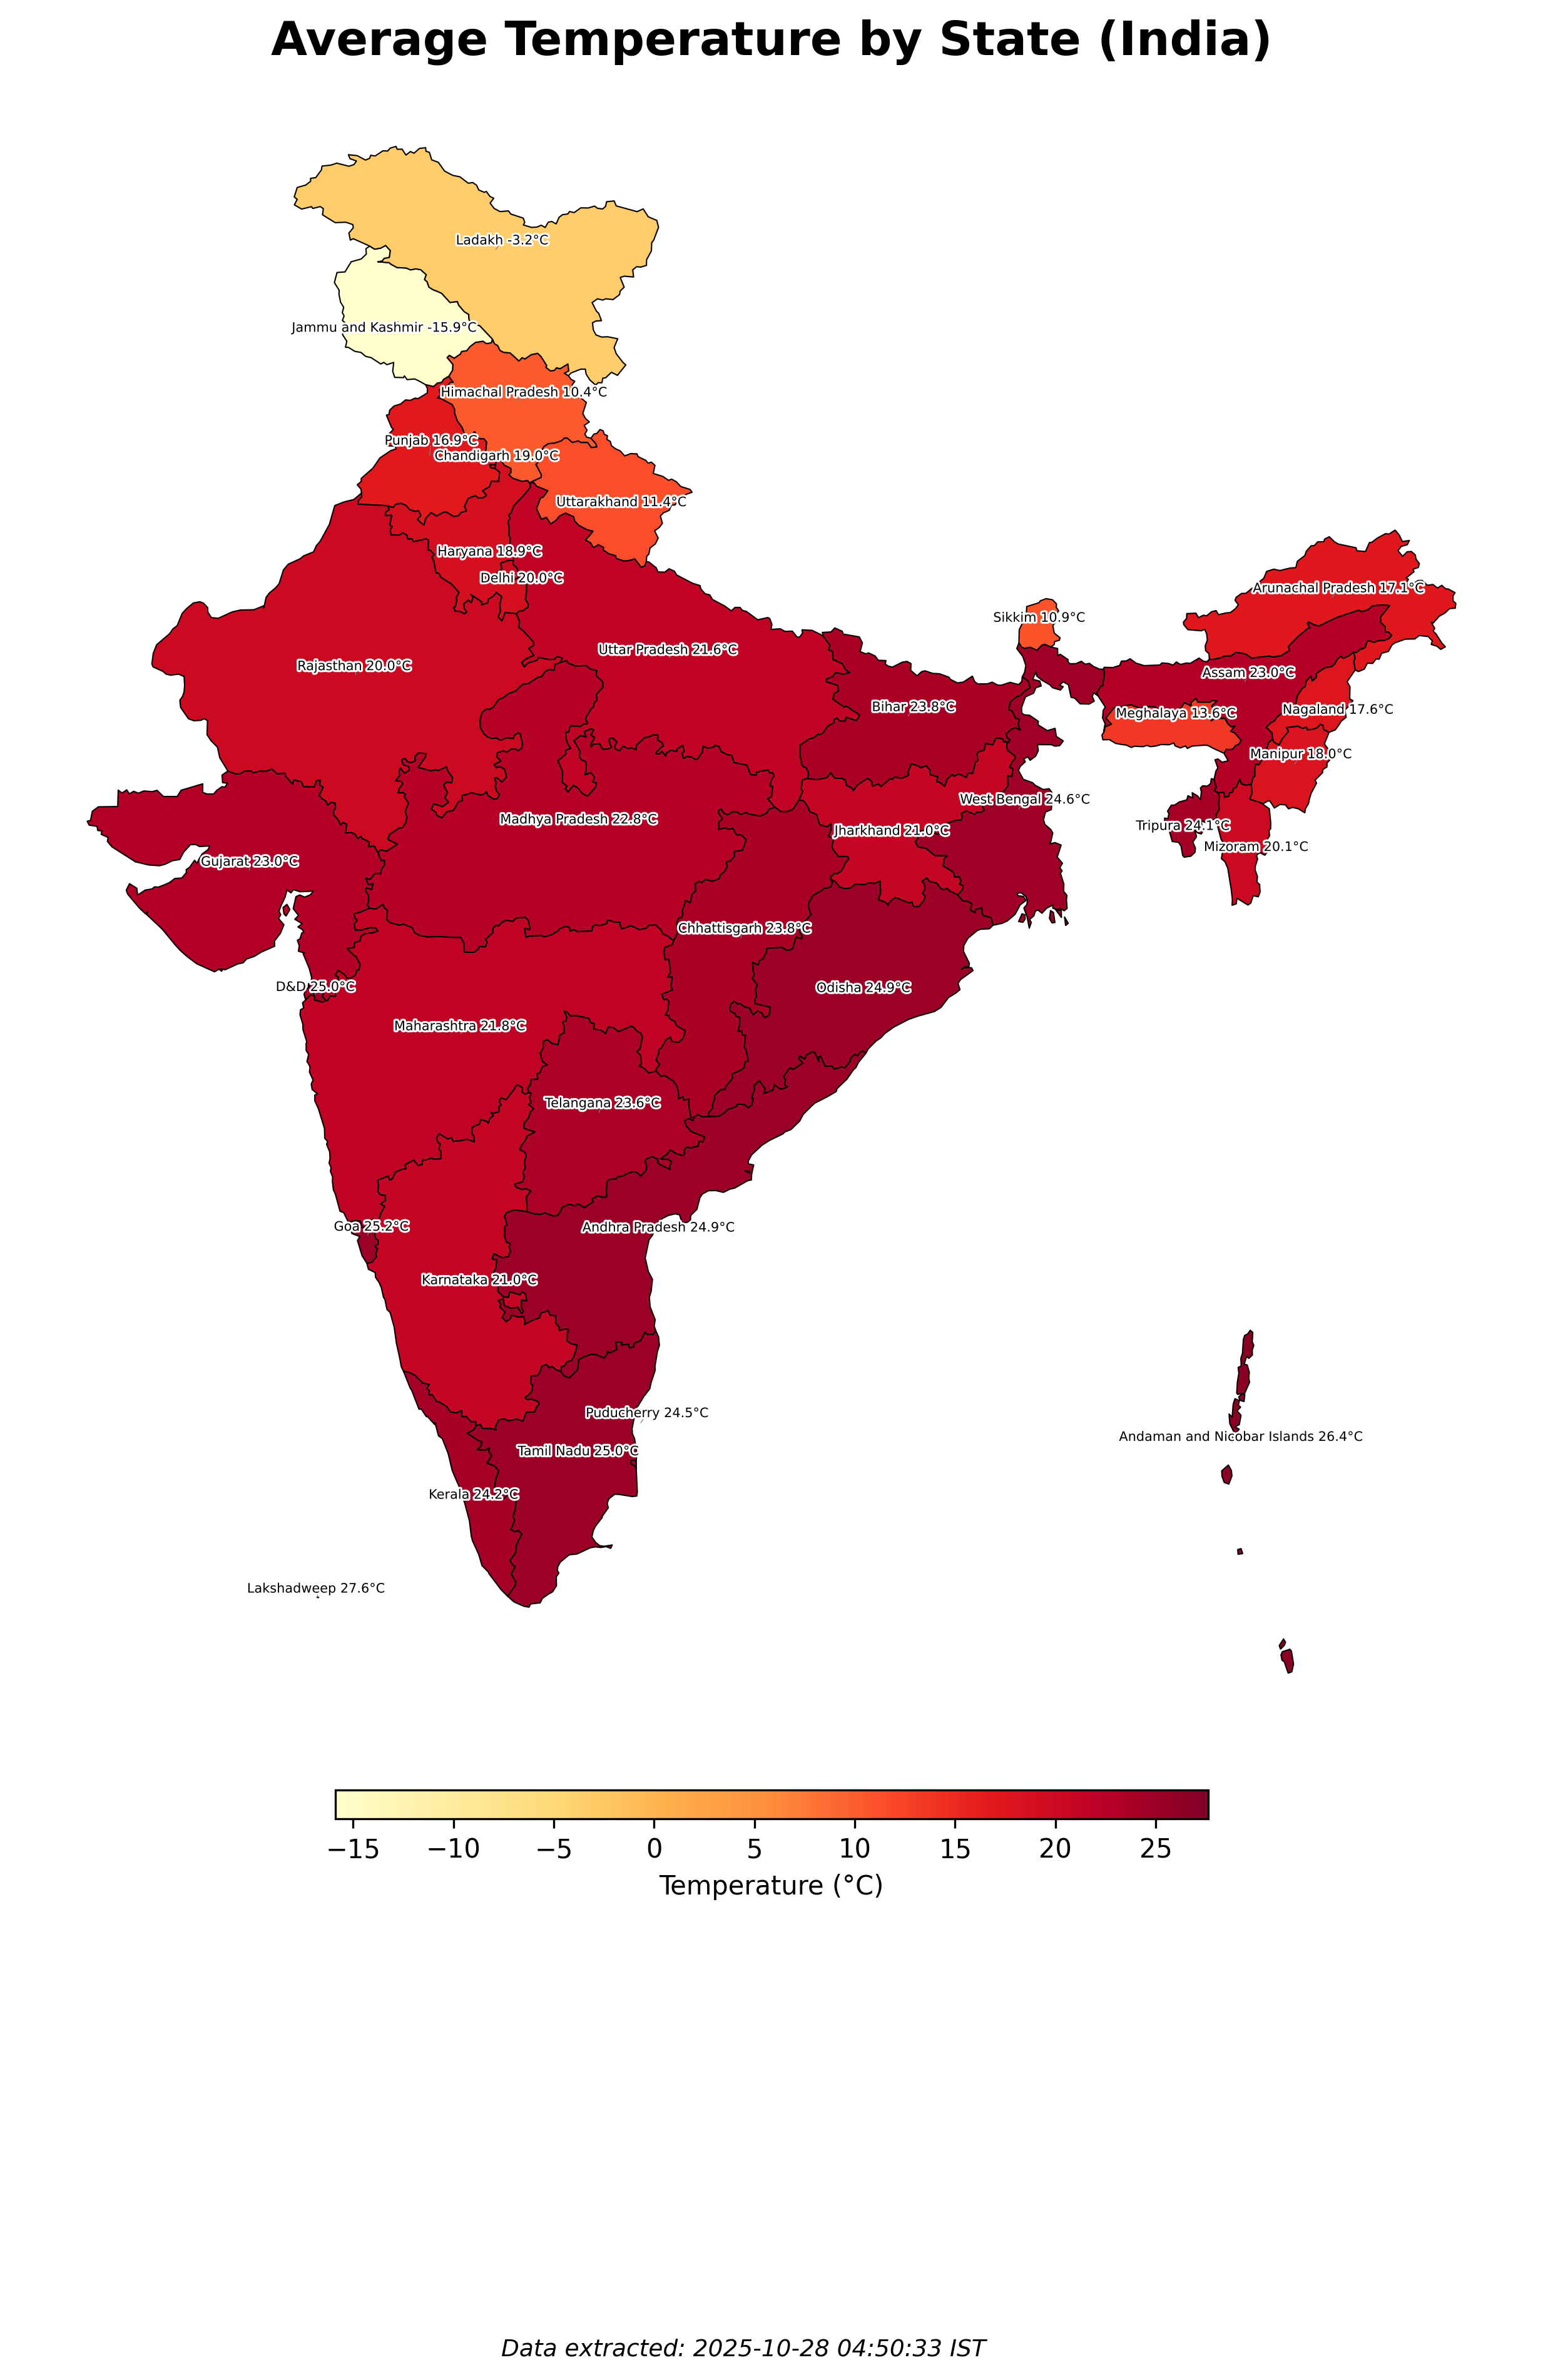 Average Temperature by State (India)
Ladakh -3.2°C
Jammu and Kashmir -15.9°C
Himachal Pradesh 10.4°C
Punjab 16.9°C
Chandigarh 19.0°C
Uttarakhand 11.4°C
Haryana 18.9°C
Delhi 20.0°C
Arunachal Pradesh 17.1°C
Sikkim 10.9°C
Uttar Pradesh 21.6°C
Rajasthan 20.0°C
Assam 23.0°C
Bihar 23.8°C
Meghalaya 13.6°C
Nagaland 17.6°C
Manipur 18.0°C
West Bengal 24.6°C
Madhya Pradesh 22.8°C
Jharkhand 21.0°C
Tripura 24.1°C
Mizoram 20.1°C
Gujarat 23.0°C
Chhattisgarh 23.8°C
D&D 25.0°C
Odisha 24.9°C
Maharashtra 21.8°C
Telangana 23.6°C
Goa 25.2°C
Andhra Pradesh 24.9°C
Karnataka 21.0°C
Puducherry 24.5°C
Andaman and Nicobar Islands 26.4°C
Tamil Nadu 25.0°C
Kerala 24.2°C
Lakshadweep 27.6°C
−15 −10 −5 0 5 10 15 20 25
Temperature (°C)
Data extracted: 2025-10-28 04:50:33 IST